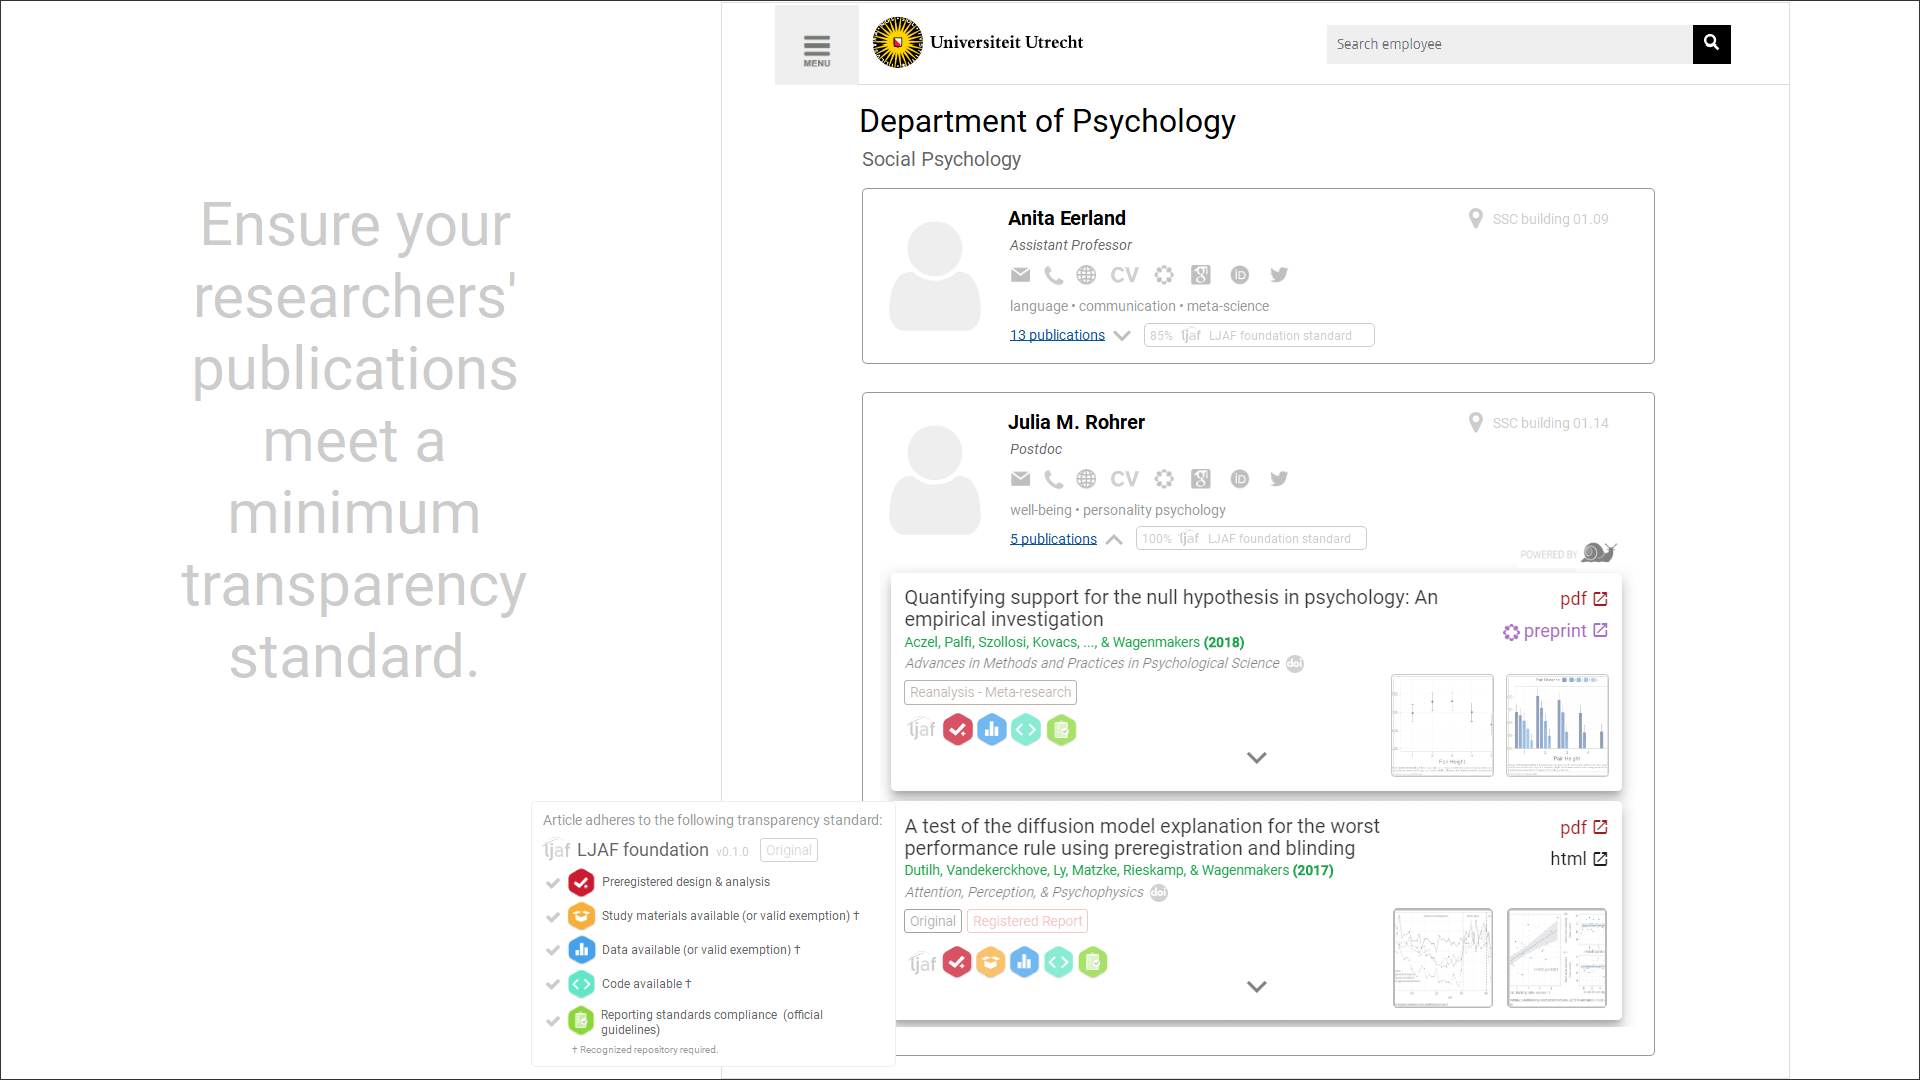 MENU
Universiteit Utrecht
Search employee
Department of Psychology
Social Psychology
Ensure your
researchers'
publications
meet a
minimum
transparency
standard.
Anita Eerland
SSC building 01.09
Assistant Professor
CV
iD
language • communication • meta-science
13 publications
85% ljaf LJAF foundation standard
Julia M. Rohrer
SSC building 01.14
Postdoc
CV
iD
well-being • personality psychology
5 publications
100% ljaf LJAF foundation standard
POWERED BY
Quantifying support for the null hypothesis in psychology: An
empirical investigation
pdf
preprint
Aczel, Palfi, Szollosi, Kovacs, ..., & Wagenmakers (2018)
Advances in Methods and Practices in Psychological Science doi
Reanalysis - Meta-research
ljaf
Pair Height
Pair Height
A test of the diffusion model explanation for the worst
performance rule using preregistration and blinding
pdf
html
Dutilh, Vandekerckhove, Ly, Matzke, Rieskamp, & Wagenmakers (2017)
Attention, Perception, & Psychophysics doi
Original
Registered Report
ljaf
Article adheres to the following transparency standard:
ljaf LJAF foundation v0.1.0 Original
Preregistered design & analysis
Study materials available (or valid exemption) †
Data available (or valid exemption) †
Code available †
Reporting standards compliance (official
guidelines)
† Recognized repository required.